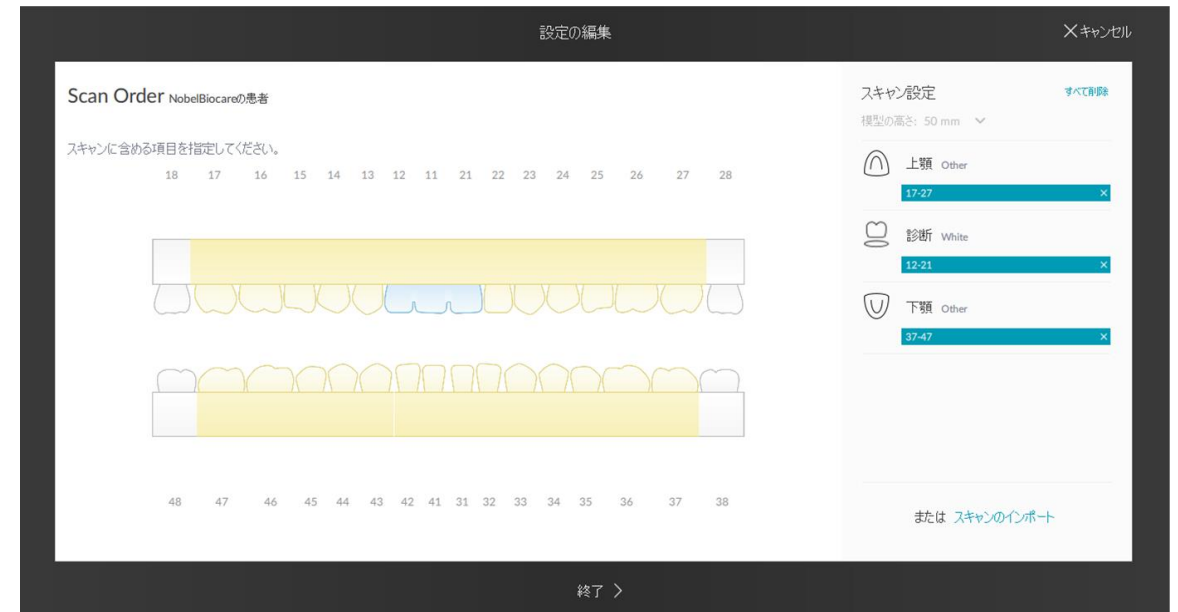 設定の編集
キャンセル
Scan Order NobelBiocareの患者
スキャンに含める項目を指定してください。
18 17 16 15 14 13 12 11 21 22 23 24 25 26 27 28
48 47 46 45 44 43 42 41 31 32 33 34 35 36 37 38
スキャン設定 すべて削除
模型の高さ: 50 mm
上顎 Other
17-27 ×
診断 White
12-21 ×
下顎 Other
37-47 ×
または スキャンのインポート
終了